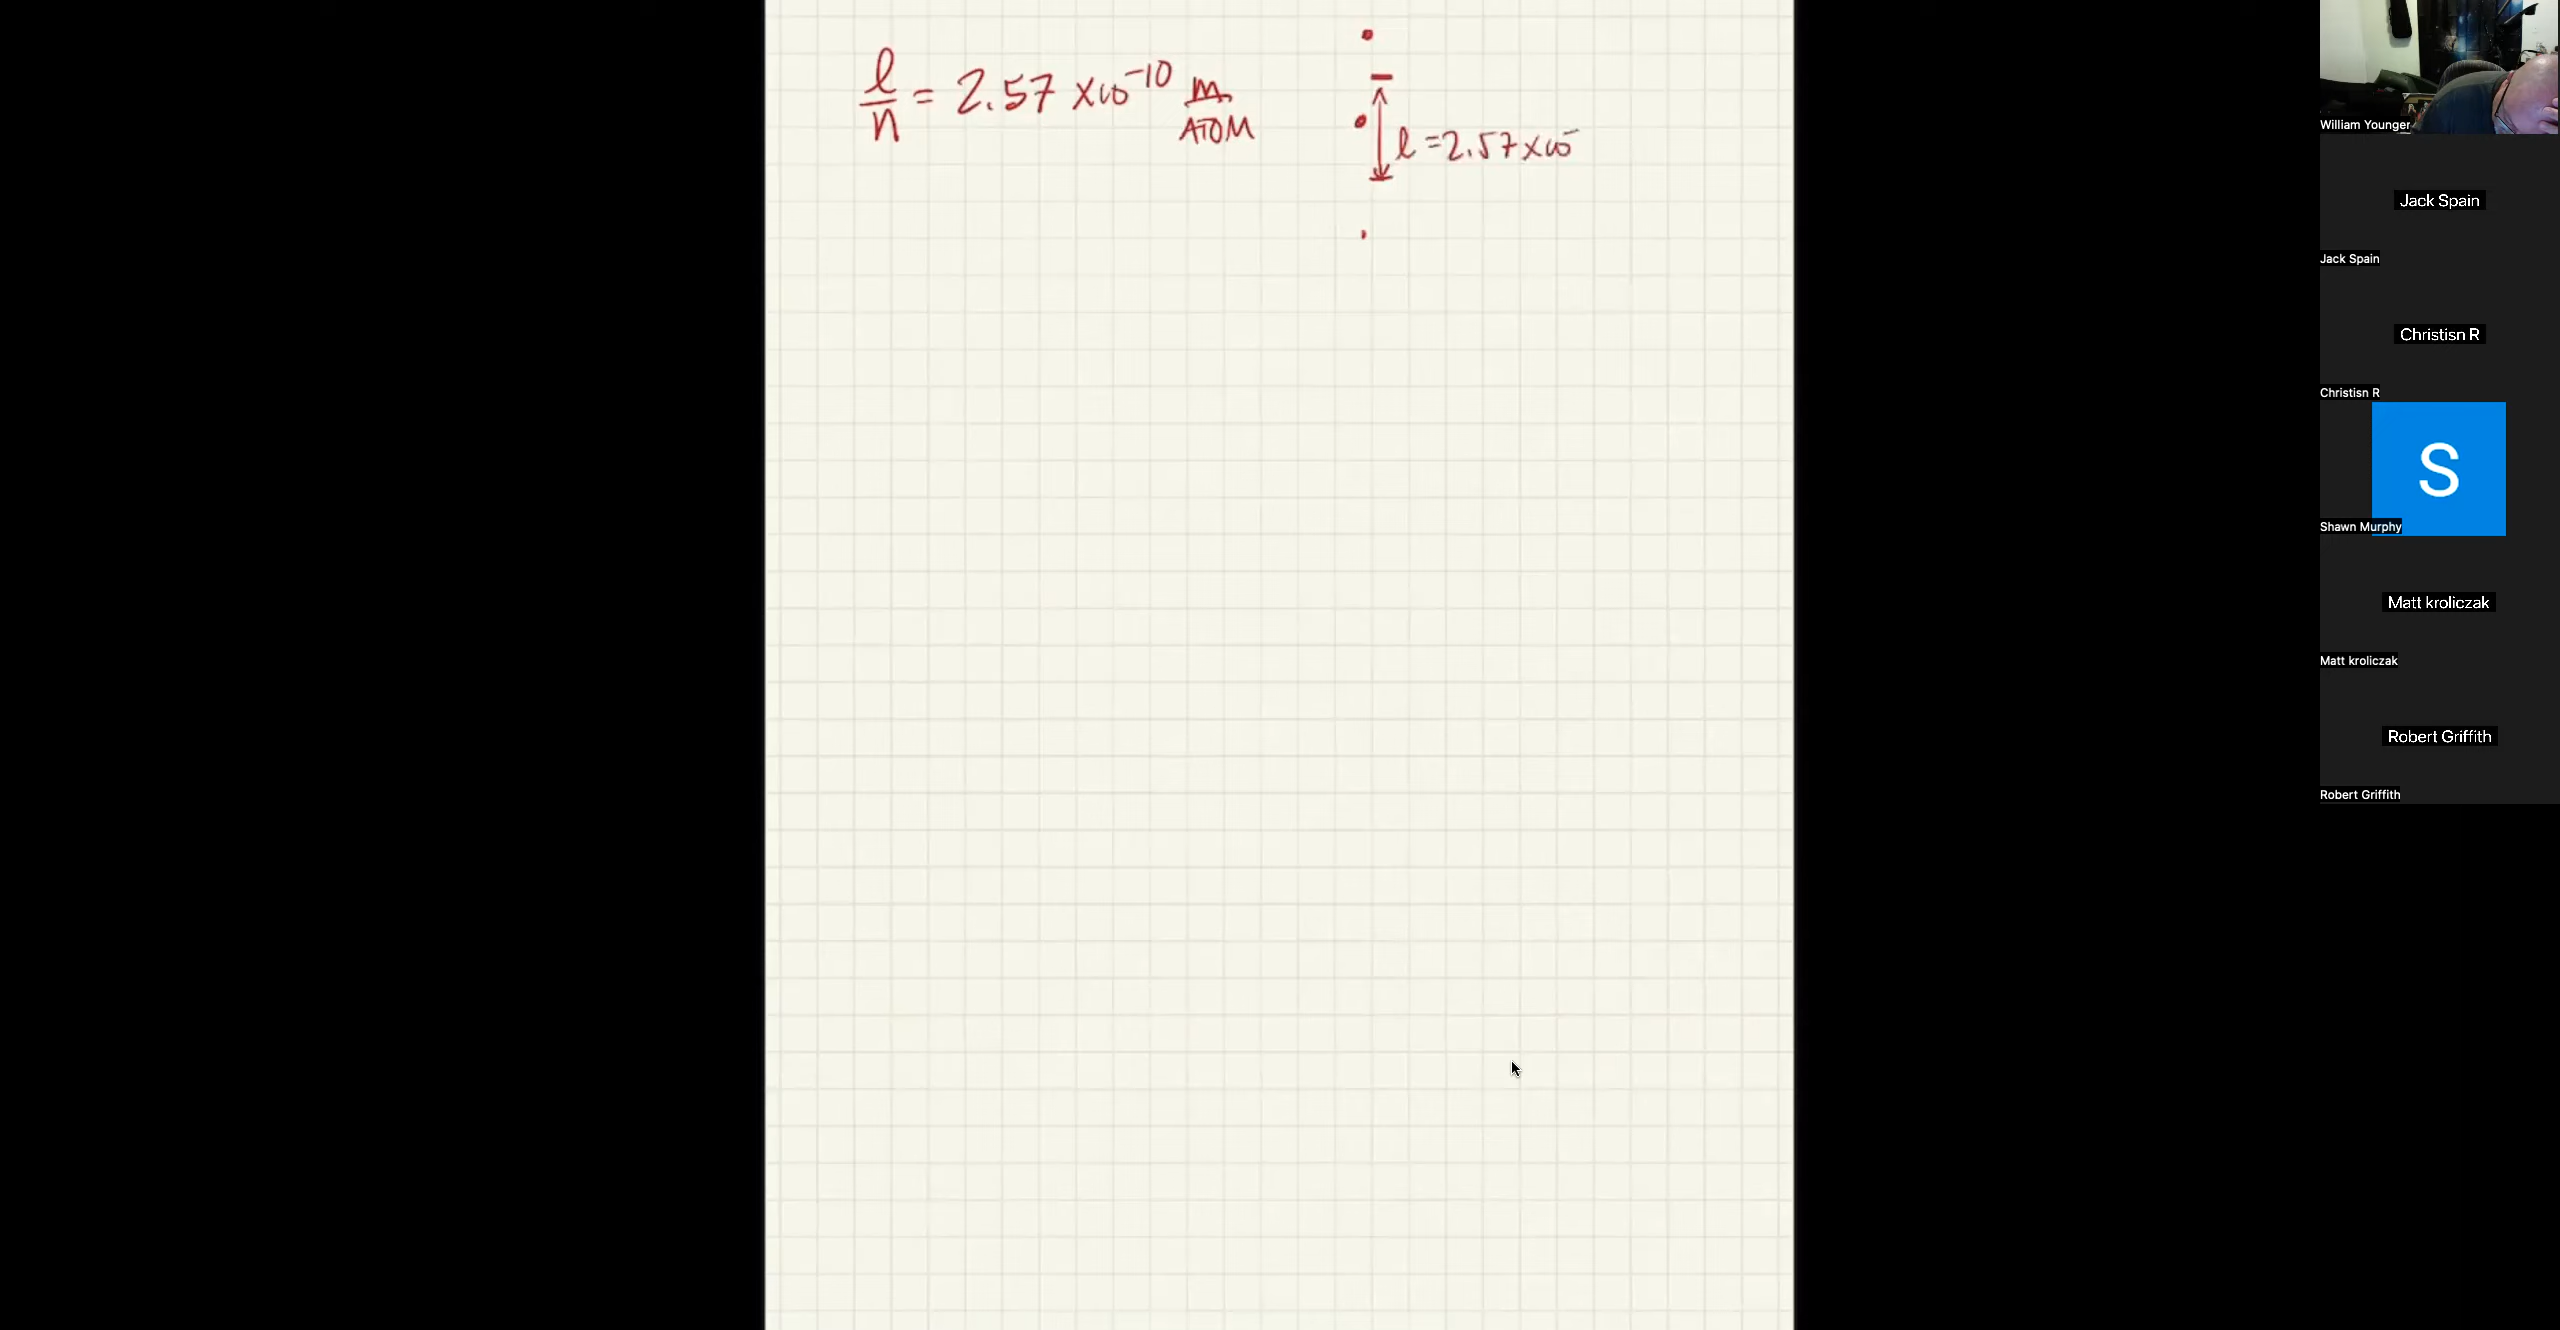 l/n = 2.57 x10^-10 m/ATOM
l = 2.57 x10^-
William Younger
Jack Spain
Jack Spain
Christisn R
Christisn R
S
Shawn Murphy
Matt kroliczak
Matt kroliczak
Robert Griffith
Robert Griffith